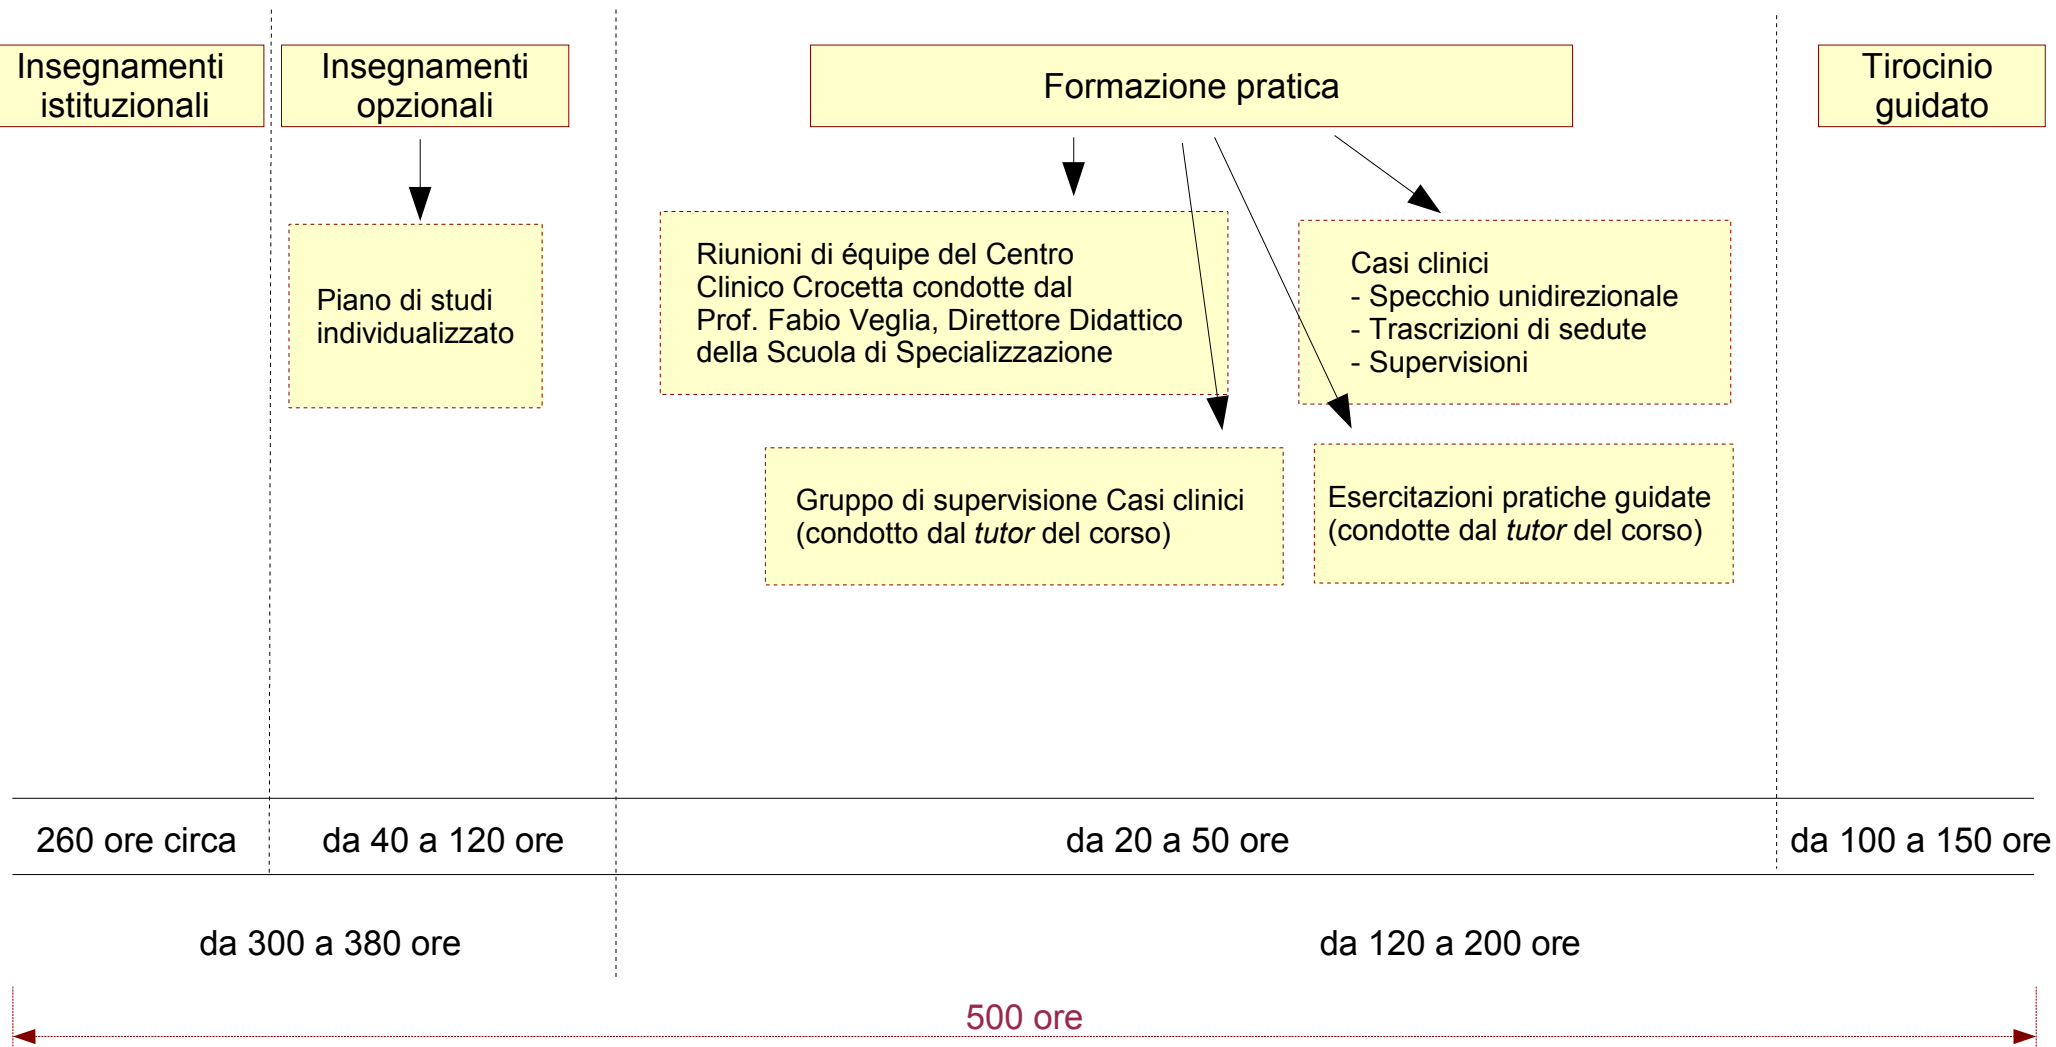 Insegnamenti
istituzionali
Insegnamenti
opzionali
Formazione pratica
Tirocinio
guidato
Piano di studi
individualizzato
Riunioni di équipe del Centro
Clinico Crocetta condotte dal
Prof. Fabio Veglia, Direttore Didattico
della Scuola di Specializzazione
Casi clinici
- Specchio unidirezionale
- Trascrizioni di sedute
- Supervisioni
Gruppo di supervisione Casi clinici
(condotto dal tutor del corso)
Esercitazioni pratiche guidate
(condotte dal tutor del corso)
260 ore circa
da 40 a 120 ore
da 20 a 50 ore
da 100 a 150 ore
da 300 a 380 ore
da 120 a 200 ore
500 ore